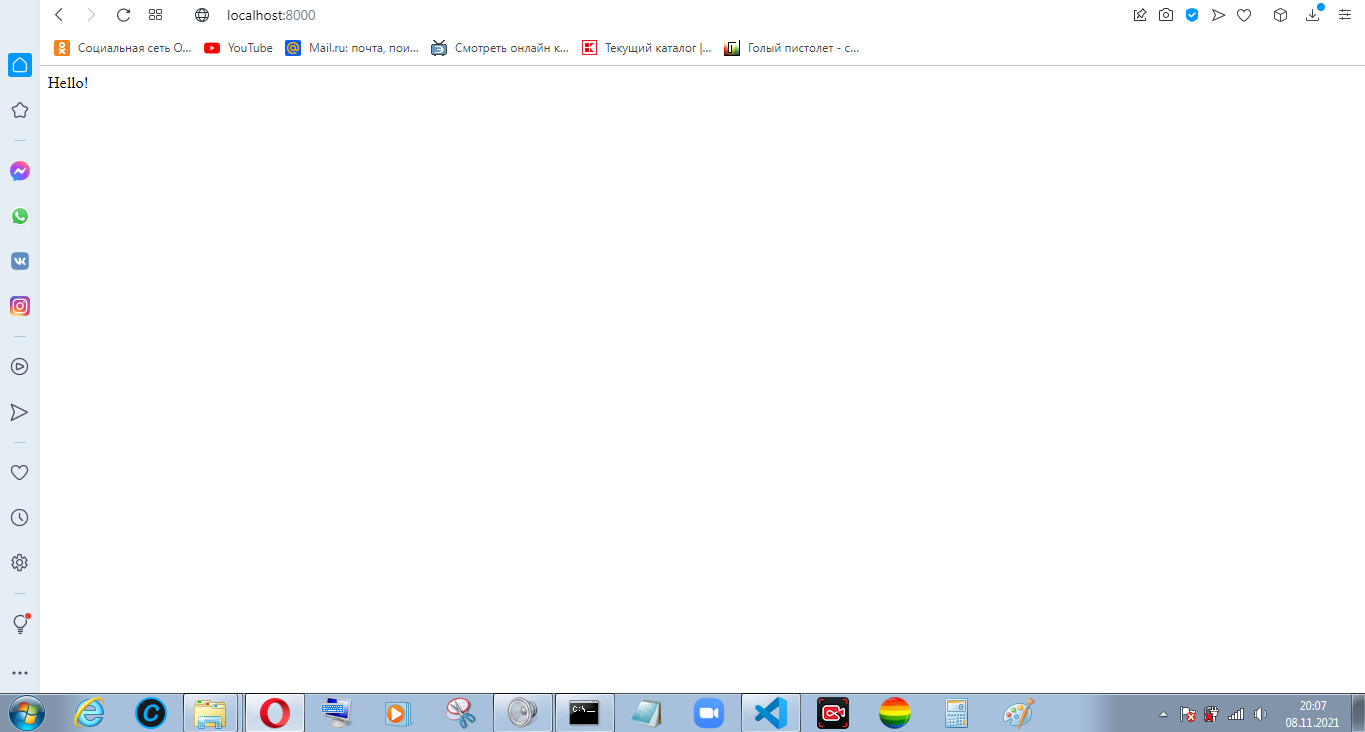 localhost:8000
Социальная сеть О... YouTube Mail.ru: почта, пои... Смотреть онлайн к... Текущий каталог |... Голый пистолет - с...
Hello!
C:\_
20:07
08.11.2021